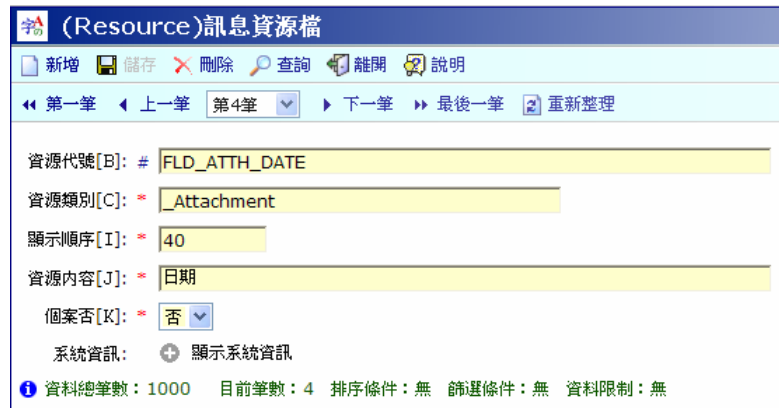 (Resource)訊息資源檔
新增 儲存 刪除 查詢 離開 說明
第一筆 上一筆 第4筆 下一筆 最後一筆 重新整理
資源代號[B]: # FLD_ATTH_DATE
資源類別[C]: * _Attachment
顯示順序[I]: * 40
資源內容[J]: * 日期
個案否[K]: * 否
系統資訊: 顯示系統資訊
資料總筆數：1000 目前筆數：4 排序條件：無 篩選條件：無 資料限制：無